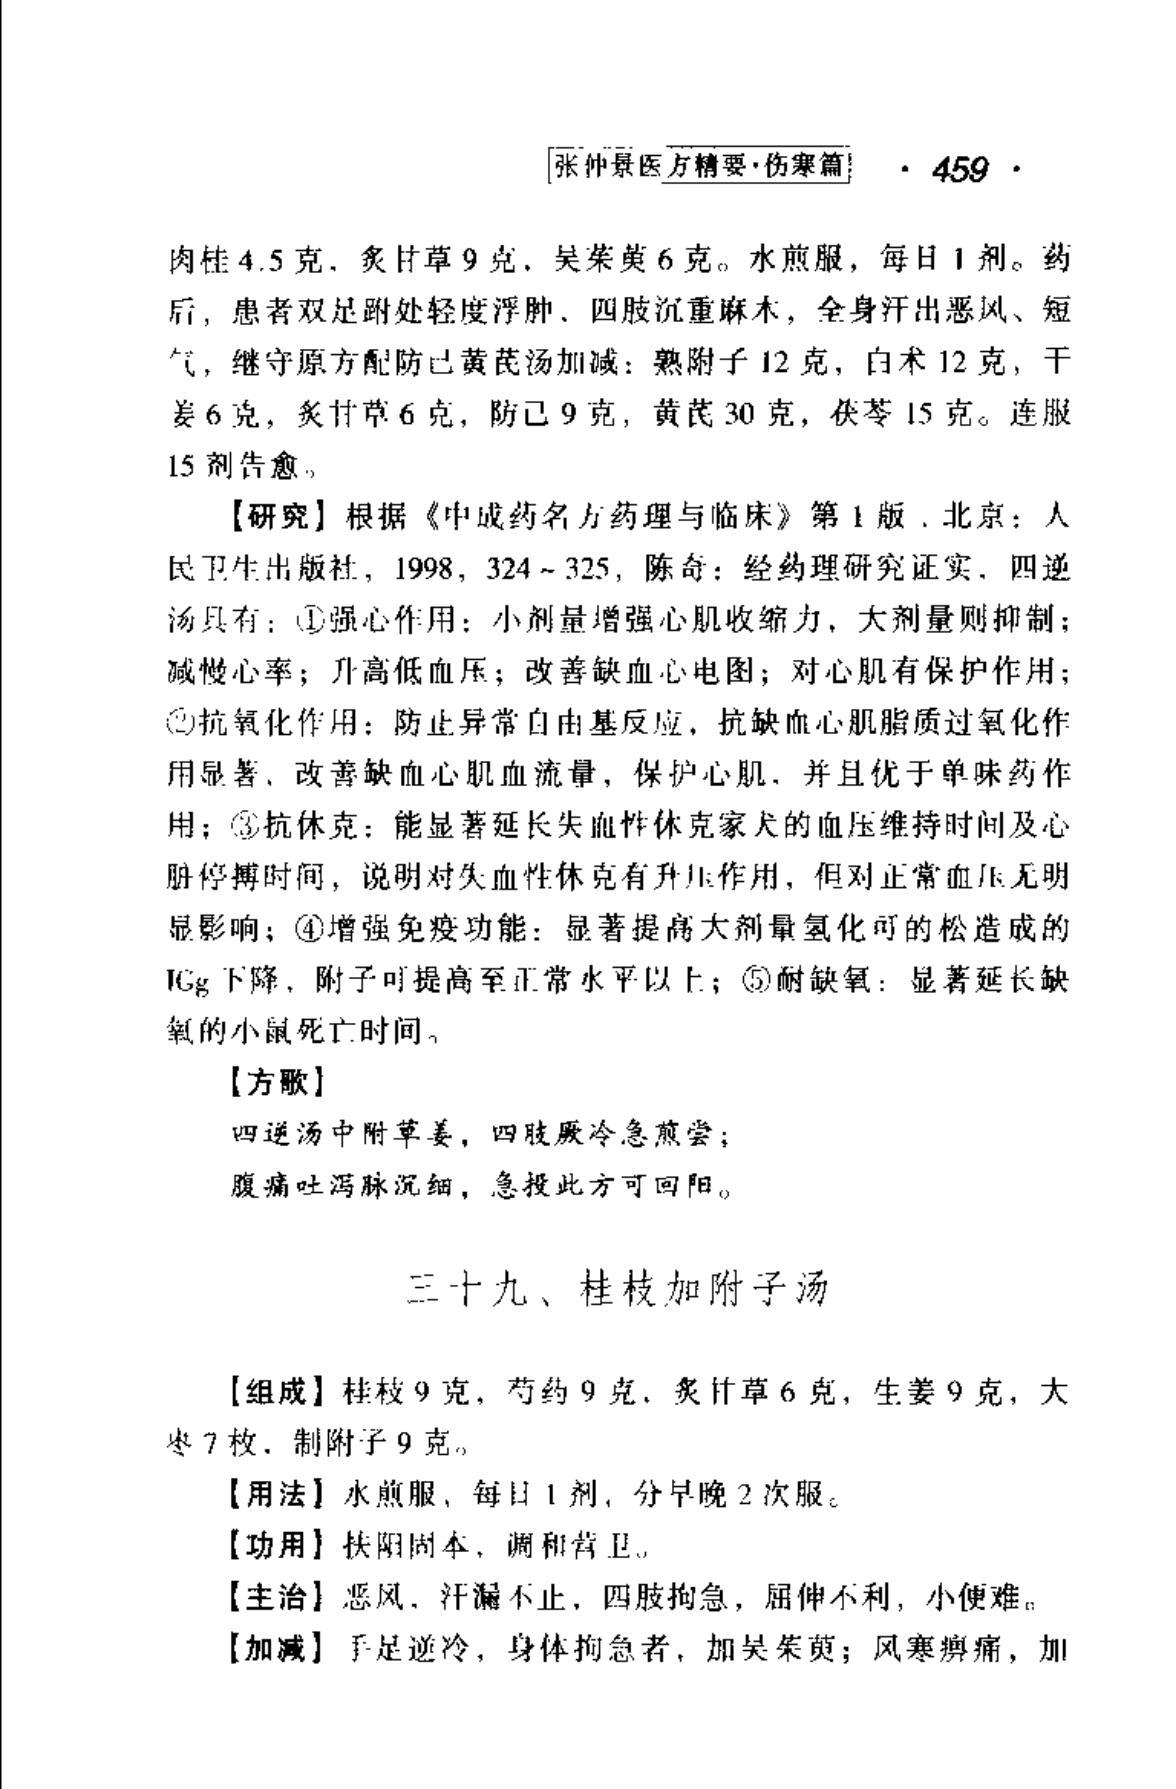 张仲景医方精要·伤寒篇 · 459 ·
肉桂 4.5 克，炙甘草 9 克，吴茱萸 6 克。水煎服，每日 1 剂。药
后，患者双足跗处轻度浮肿，四肢沉重麻木，全身汗出恶风、短
气，继守原方配防己黄芪汤加减：熟附子 12 克，白术 12 克，干
姜 6 克，炙甘草 6 克，防己 9 克，黄芪 30 克，茯苓 15 克。连服
15 剂告愈。
【研究】根据《中成药名方药理与临床》第 1 版．北京：人
民卫生出版社，1998，324～325，陈奇：经药理研究证实，四逆
汤具有：①强心作用：小剂量增强心肌收缩力，大剂量则抑制；
减慢心率；升高低血压；改善缺血心电图；对心肌有保护作用；
②抗氧化作用：防止异常自由基反应，抗缺血心肌脂质过氧化作
用显著，改善缺血心肌血流量，保护心肌，并且优于单味药作
用；③抗休克：能显著延长失血性休克家犬的血压维持时间及心
脏停搏时间，说明对失血性休克有升压作用，但对正常血压无明
显影响；④增强免疫功能：显著提高大剂量氢化可的松造成的
IGg 下降，附子可提高至正常水平以上；⑤耐缺氧：显著延长缺
氧的小鼠死亡时间。
【方歌】
四逆汤中附草姜，四肢厥冷急煎尝；
腹痛吐泻脉沉细，急投此方可回阳。
三十九、桂枝加附子汤
【组成】桂枝 9 克，芍药 9 克，炙甘草 6 克，生姜 9 克，大
枣 7 枚，制附子 9 克。
【用法】水煎服，每日 1 剂，分早晚 2 次服。
【功用】扶阳固本，调和营卫。
【主治】恶风，汗漏不止，四肢拘急，屈伸不利，小便难。
【加减】手足逆冷，身体拘急者，加吴茱萸；风寒痹痛，加